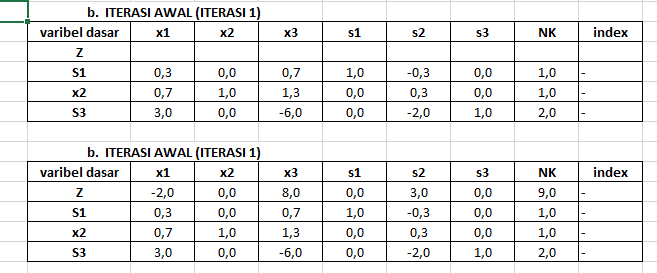 b. ITERASI AWAL (ITERASI 1)
varibel dasar x1 x2 x3 s1 s2 s3 NK index
Z
S1 0,3 0,0 0,7 1,0 -0,3 0,0 1,0 -
x2 0,7 1,0 1,3 0,0 0,3 0,0 1,0 -
S3 3,0 0,0 -6,0 0,0 -2,0 1,0 2,0 -
b. ITERASI AWAL (ITERASI 1)
varibel dasar x1 x2 x3 s1 s2 s3 NK index
Z -2,0 0,0 8,0 0,0 3,0 0,0 9,0 -
S1 0,3 0,0 0,7 1,0 -0,3 0,0 1,0 -
x2 0,7 1,0 1,3 0,0 0,3 0,0 1,0 -
S3 3,0 0,0 -6,0 0,0 -2,0 1,0 2,0 -